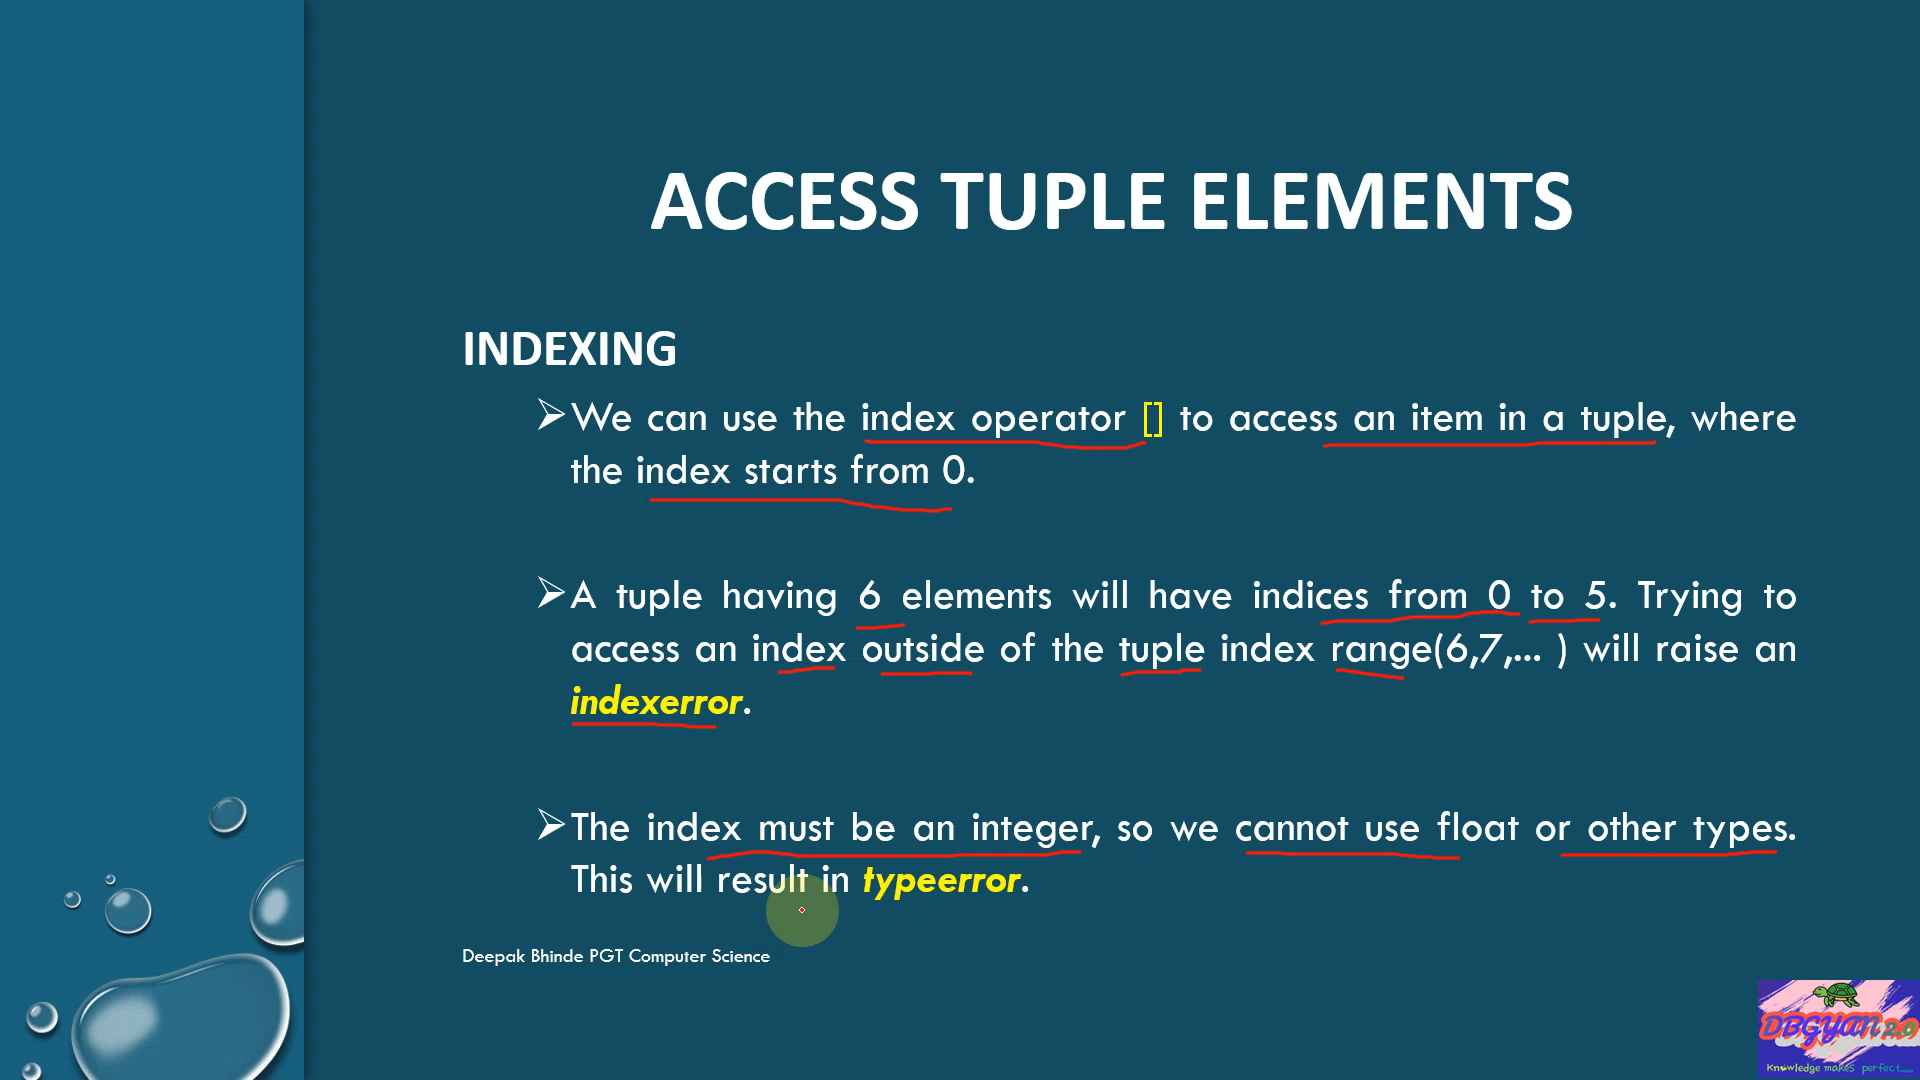 ACCESS TUPLE ELEMENTS
INDEXING
➢We can use the index operator [] to access an item in a tuple, where
the index starts from 0.
➢A tuple having 6 elements will have indices from 0 to 5. Trying to
access an index outside of the tuple index range(6,7,... ) will raise an
indexerror.
➢The index must be an integer, so we cannot use float or other types.
This will result in typeerror.
Deepak Bhinde PGT Computer Science
DBGYAN 2.0
Knowledge makes perfect....